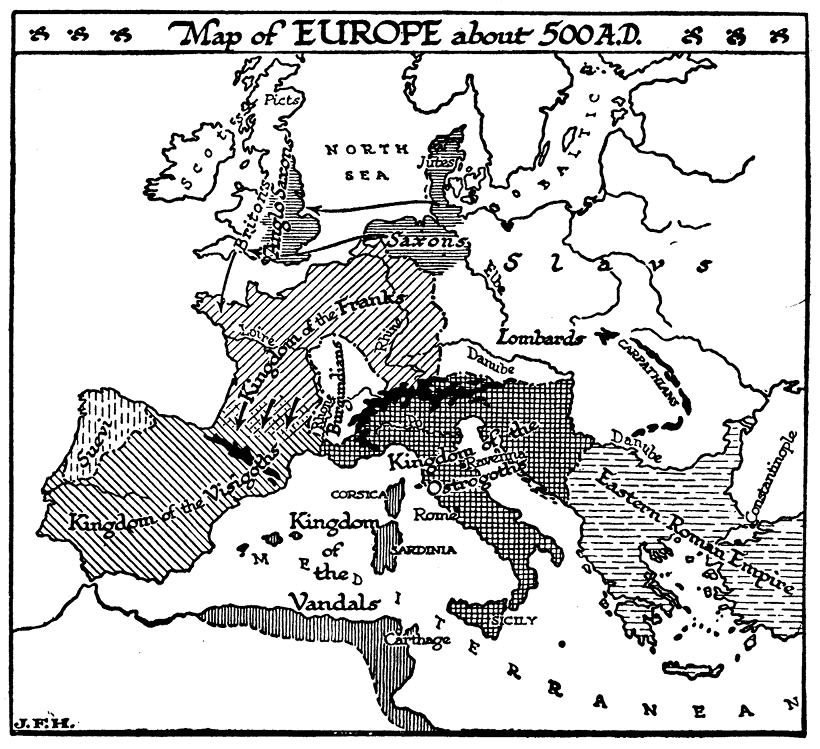 Map of EUROPE about 500 A.D.
Picts
Scots
NORTH
SEA
Jutes
BALTIC
Britons
Anglo Saxons
Saxons
Slavs
Elbe
Kingdom of the Franks
Loire
Rhine
Lombards
CARPATHIANS
Danube
Burgundians
Rhone
Po
Suevi
Kingdom of the Visigoths
Kingdom of the
Ravenna
Ostrogoths
Danube
Constantinople
Eastern Roman Empire
CORSICA
Rome
Kingdom
of
the
Vandals
SARDINIA
MEDITERRANEAN
SICILY
Carthage
J.F.H.